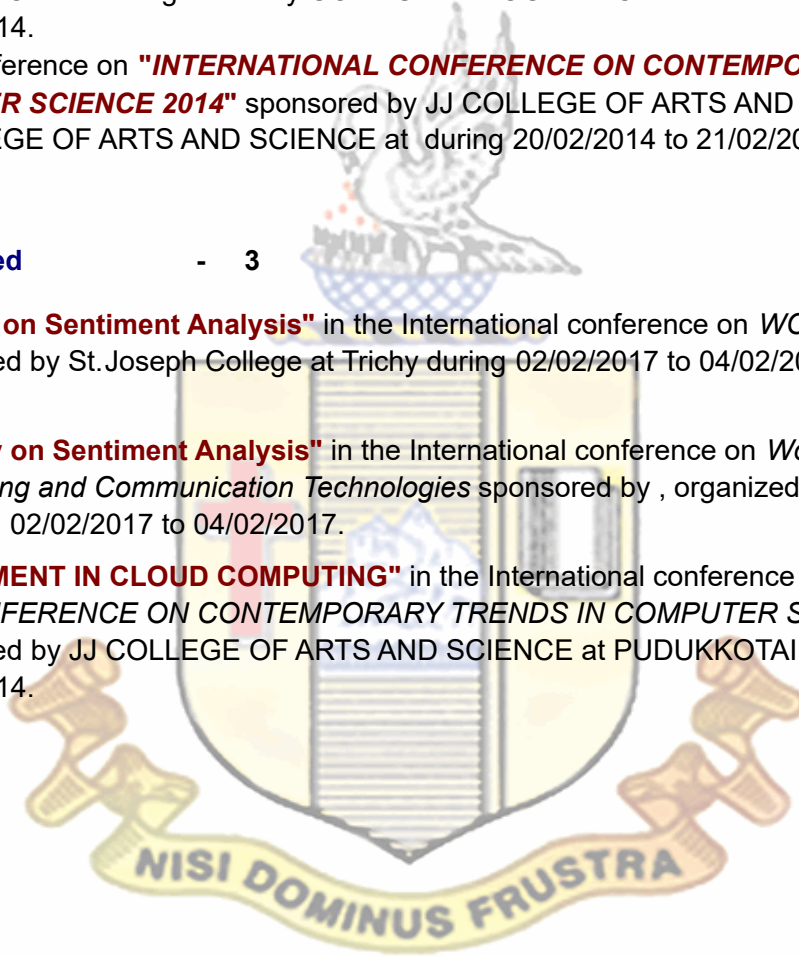 14.
ference on "INTERNATIONAL CONFERENCE ON CONTEMPO
ER SCIENCE 2014" sponsored by JJ COLLEGE OF ARTS AND
EGE OF ARTS AND SCIENCE at during 20/02/2014 to 21/02/20
ed - 3
on Sentiment Analysis" in the International conference on WO
ed by St.Joseph College at Trichy during 02/02/2017 to 04/02/20
y on Sentiment Analysis" in the International conference on Wo
ng and Communication Technologies sponsored by , organized
02/02/2017 to 04/02/2017.
MENT IN CLOUD COMPUTING" in the International conference
NFERENCE ON CONTEMPORARY TRENDS IN COMPUTER S
ed by JJ COLLEGE OF ARTS AND SCIENCE at PUDUKKOTAI
14.
NISI DOMINUS FRUSTRA